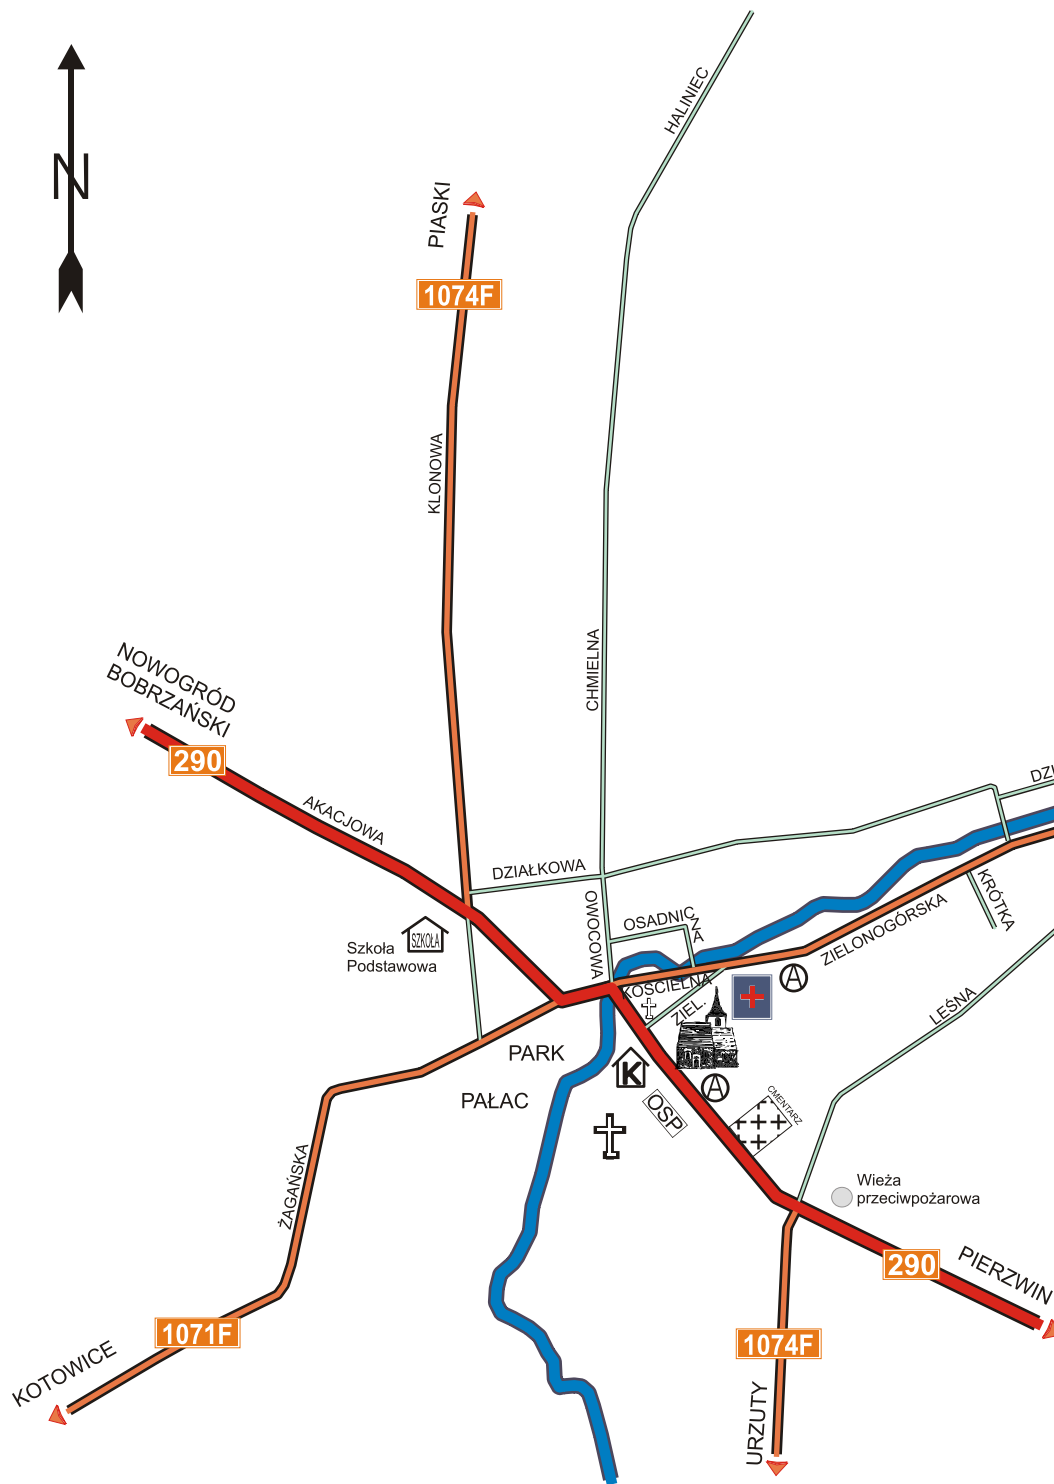 HALINIEC
N
PIASKI
1074F
KLONOWA
CHMIELNA
NOWOGRÓD
BOBRZAŃSKI
290
AKACJOWA
DZI
DZIAŁKOWA
OWOCOWA
OSADNICZA
KRÓTKA
ZIELONOGÓRSKA
SZKOŁA
Szkoła
Podstawowa
KOŚCIELNA
ZIEL.
A
LEŚNA
PARK
K
A
PAŁAC
OSP
CMENTARZ
ŻAGAŃSKA
Wieża
przeciwpożarowa
290
PIERZWIN
1071F
1074F
KOTOWICE
URZUTY